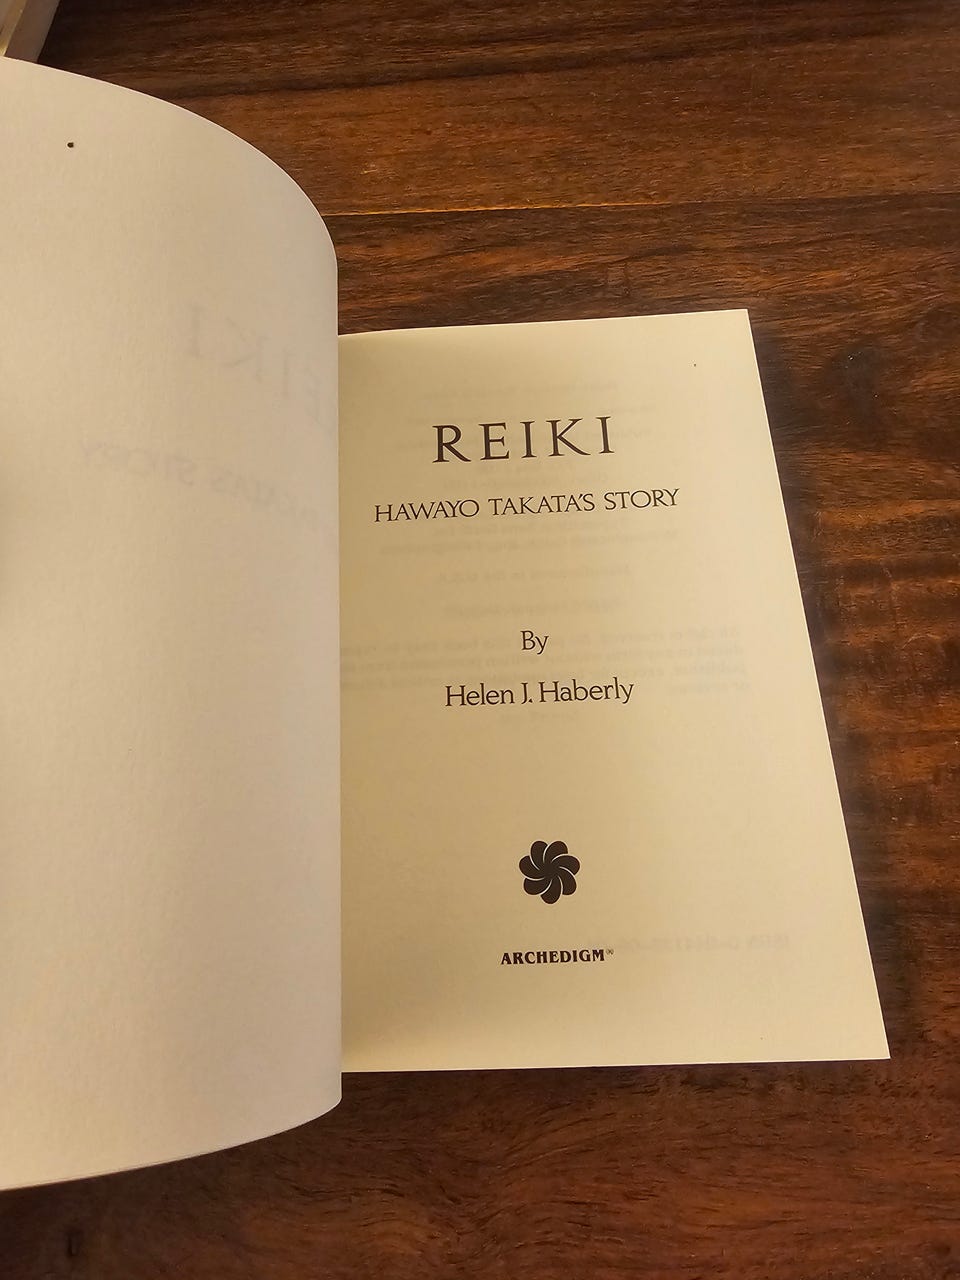 REIKI
HAWAYO TAKATA'S STORY
By
Helen J. Haberly
ARCHEDIGM®